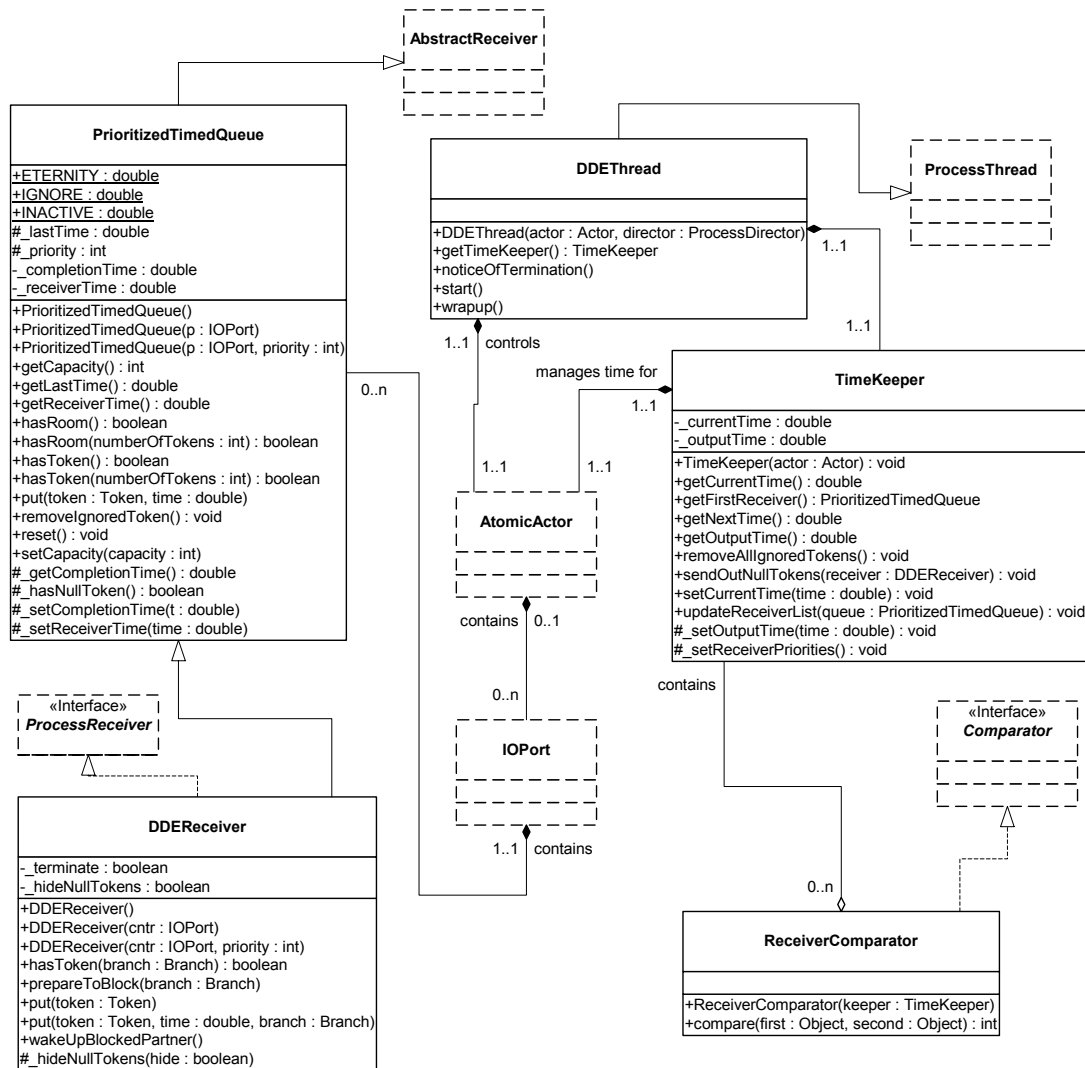 AbstractReceiver
PrioritizedTimedQueue
+ETERNITY : double
+IGNORE : double
+INACTIVE : double
#_lastTime : double
#_priority : int
-_completionTime : double
-_receiverTime : double
+PrioritizedTimedQueue()
+PrioritizedTimedQueue(p : IOPort)
+PrioritizedTimedQueue(p : IOPort, priority : int)
+getCapacity() : int
+getLastTime() : double
+getReceiverTime() : double
+hasRoom() : boolean
+hasRoom(numberOfTokens : int) : boolean
+hasToken() : boolean
+hasToken(numberOfTokens : int) : boolean
+put(token : Token, time : double)
+removeIgnoredToken() : void
+reset() : void
+setCapacity(capacity : int)
#_getCompletionTime() : double
#_hasNullToken() : boolean
#_setCompletionTime(t : double)
#_setReceiverTime(time : double)
0..n
DDEThread
+DDEThread(actor : Actor, director : ProcessDirector)
+getTimeKeeper() : TimeKeeper
+noticeOfTermination()
+start()
+wrapup()
1..1
1..1
ProcessThread
1..1
controls
1..1
manages time for
1..1
1..1
TimeKeeper
-_currentTime : double
-_outputTime : double
+TimeKeeper(actor : Actor) : void
+getCurrentTime() : double
+getFirstReceiver() : PrioritizedTimedQueue
+getNextTime() : double
+getOutputTime() : double
+removeAllIgnoredTokens() : void
+sendOutNullTokens(receiver : DDEReceiver) : void
+setCurrentTime(time : double) : void
+updateReceiverList(queue : PrioritizedTimedQueue) : void
#_setOutputTime(time : double) : void
#_setReceiverPriorities() : void
contains
AtomicActor
contains
0..1
0..n
IOPort
1..1
contains
«Interface»
ProcessReceiver
DDEReceiver
-_terminate : boolean
-_hideNullTokens : boolean
+DDEReceiver()
+DDEReceiver(cntr : IOPort)
+DDEReceiver(cntr : IOPort, priority : int)
+hasToken(branch : Branch) : boolean
+prepareToBlock(branch : Branch)
+put(token : Token)
+put(token : Token, time : double, branch : Branch)
+wakeUpBlockedPartner()
#_hideNullTokens(hide : boolean)
«Interface»
Comparator
0..n
ReceiverComparator
+ReceiverComparator(keeper : TimeKeeper)
+compare(first : Object, second : Object) : int